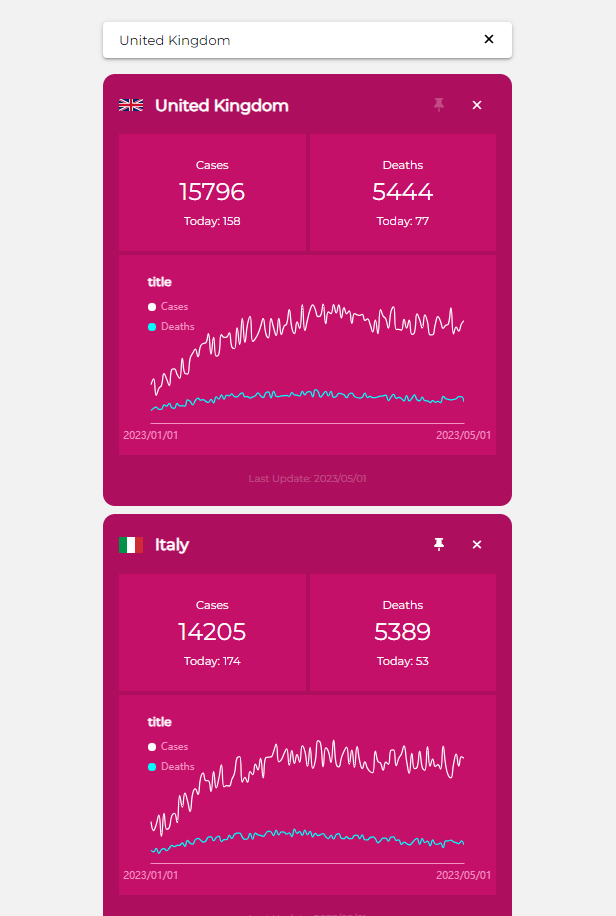 United Kingdom
United Kingdom
Cases
15796
Today: 158
Deaths
5444
Today: 77
title
Cases
Deaths
2023/01/01
2023/05/01
Last Update: 2023/05/01
Italy
Cases
14205
Today: 174
Deaths
5389
Today: 53
title
Cases
Deaths
2023/01/01
2023/05/01